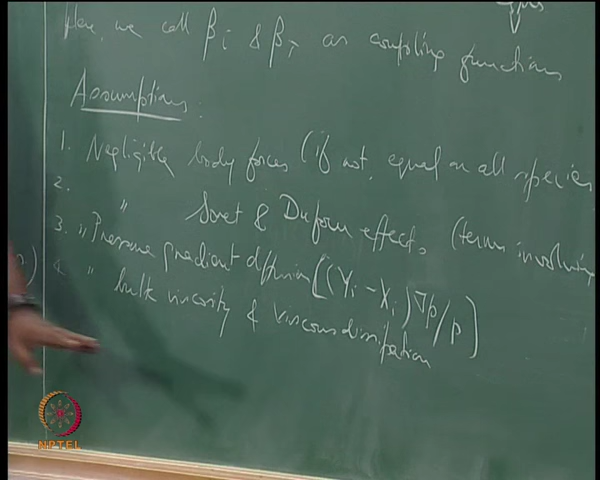 Here, we call βi & βT as coupling functions
Assumptions:
1. Negligible body forces (if not, equal on all species
2. " Soret & Dufour effects (terms involving
3. " Pressure gradient diffusion [(Yi − Xi)∇p/p]
4. " bulk viscosity & viscous dissipation
NPTEL